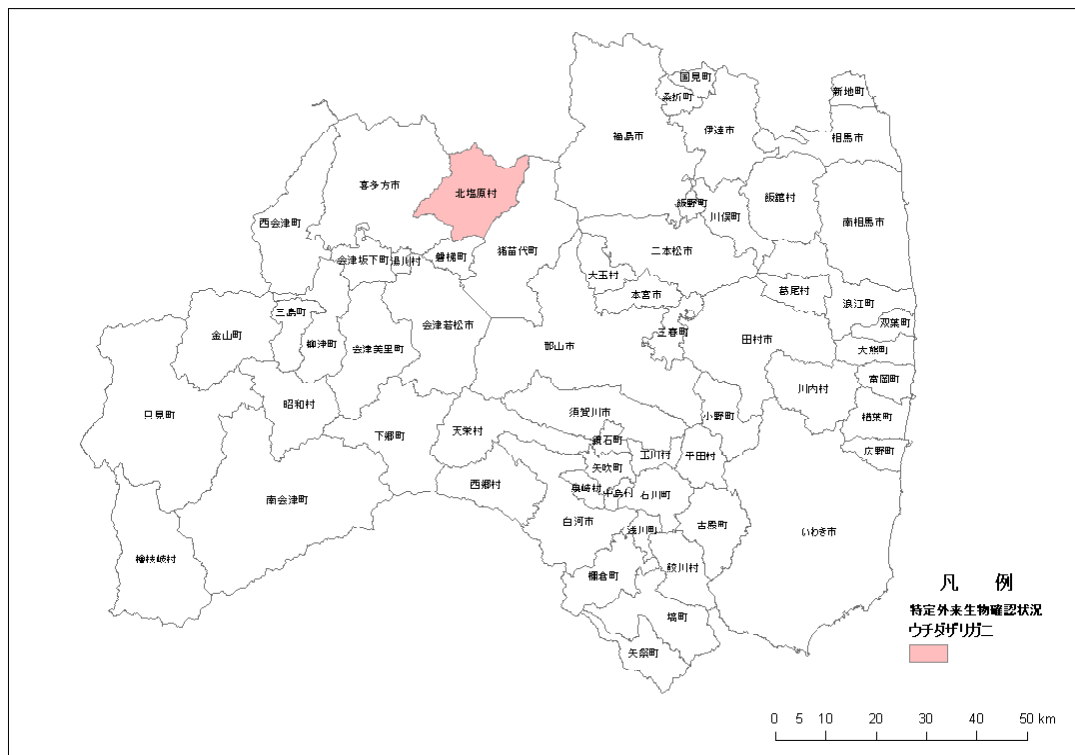 国見町
桑折町
新地町
福島市
伊達市
相馬市
喜多方市
北塩原村
飯舘村
西会津町
飯野町
川俣町
南相馬市
猪苗代町
二本松市
会津坂下町
湯川村
磐梯町
大玉村
本宮市
葛尾村
浪江町
双葉町
三島町
金山町
柳津町
会津美里町
会津若松市
郡山市
三春町
田村市
大熊町
富岡町
川内村
只見町
昭和村
下郷町
天栄村
須賀川市
小野町
楢葉町
鏡石町
玉川村
平田村
広野町
矢吹町
南会津町
西郷村
泉崎村
中島村
石川町
白河市
浅川町
古殿町
いわき市
檜枝岐村
棚倉町
鮫川村
塙町
矢祭町
凡 例
特定外来生物確認状況
ウチダザリガニ
0 5 10 20 30 40 50 km